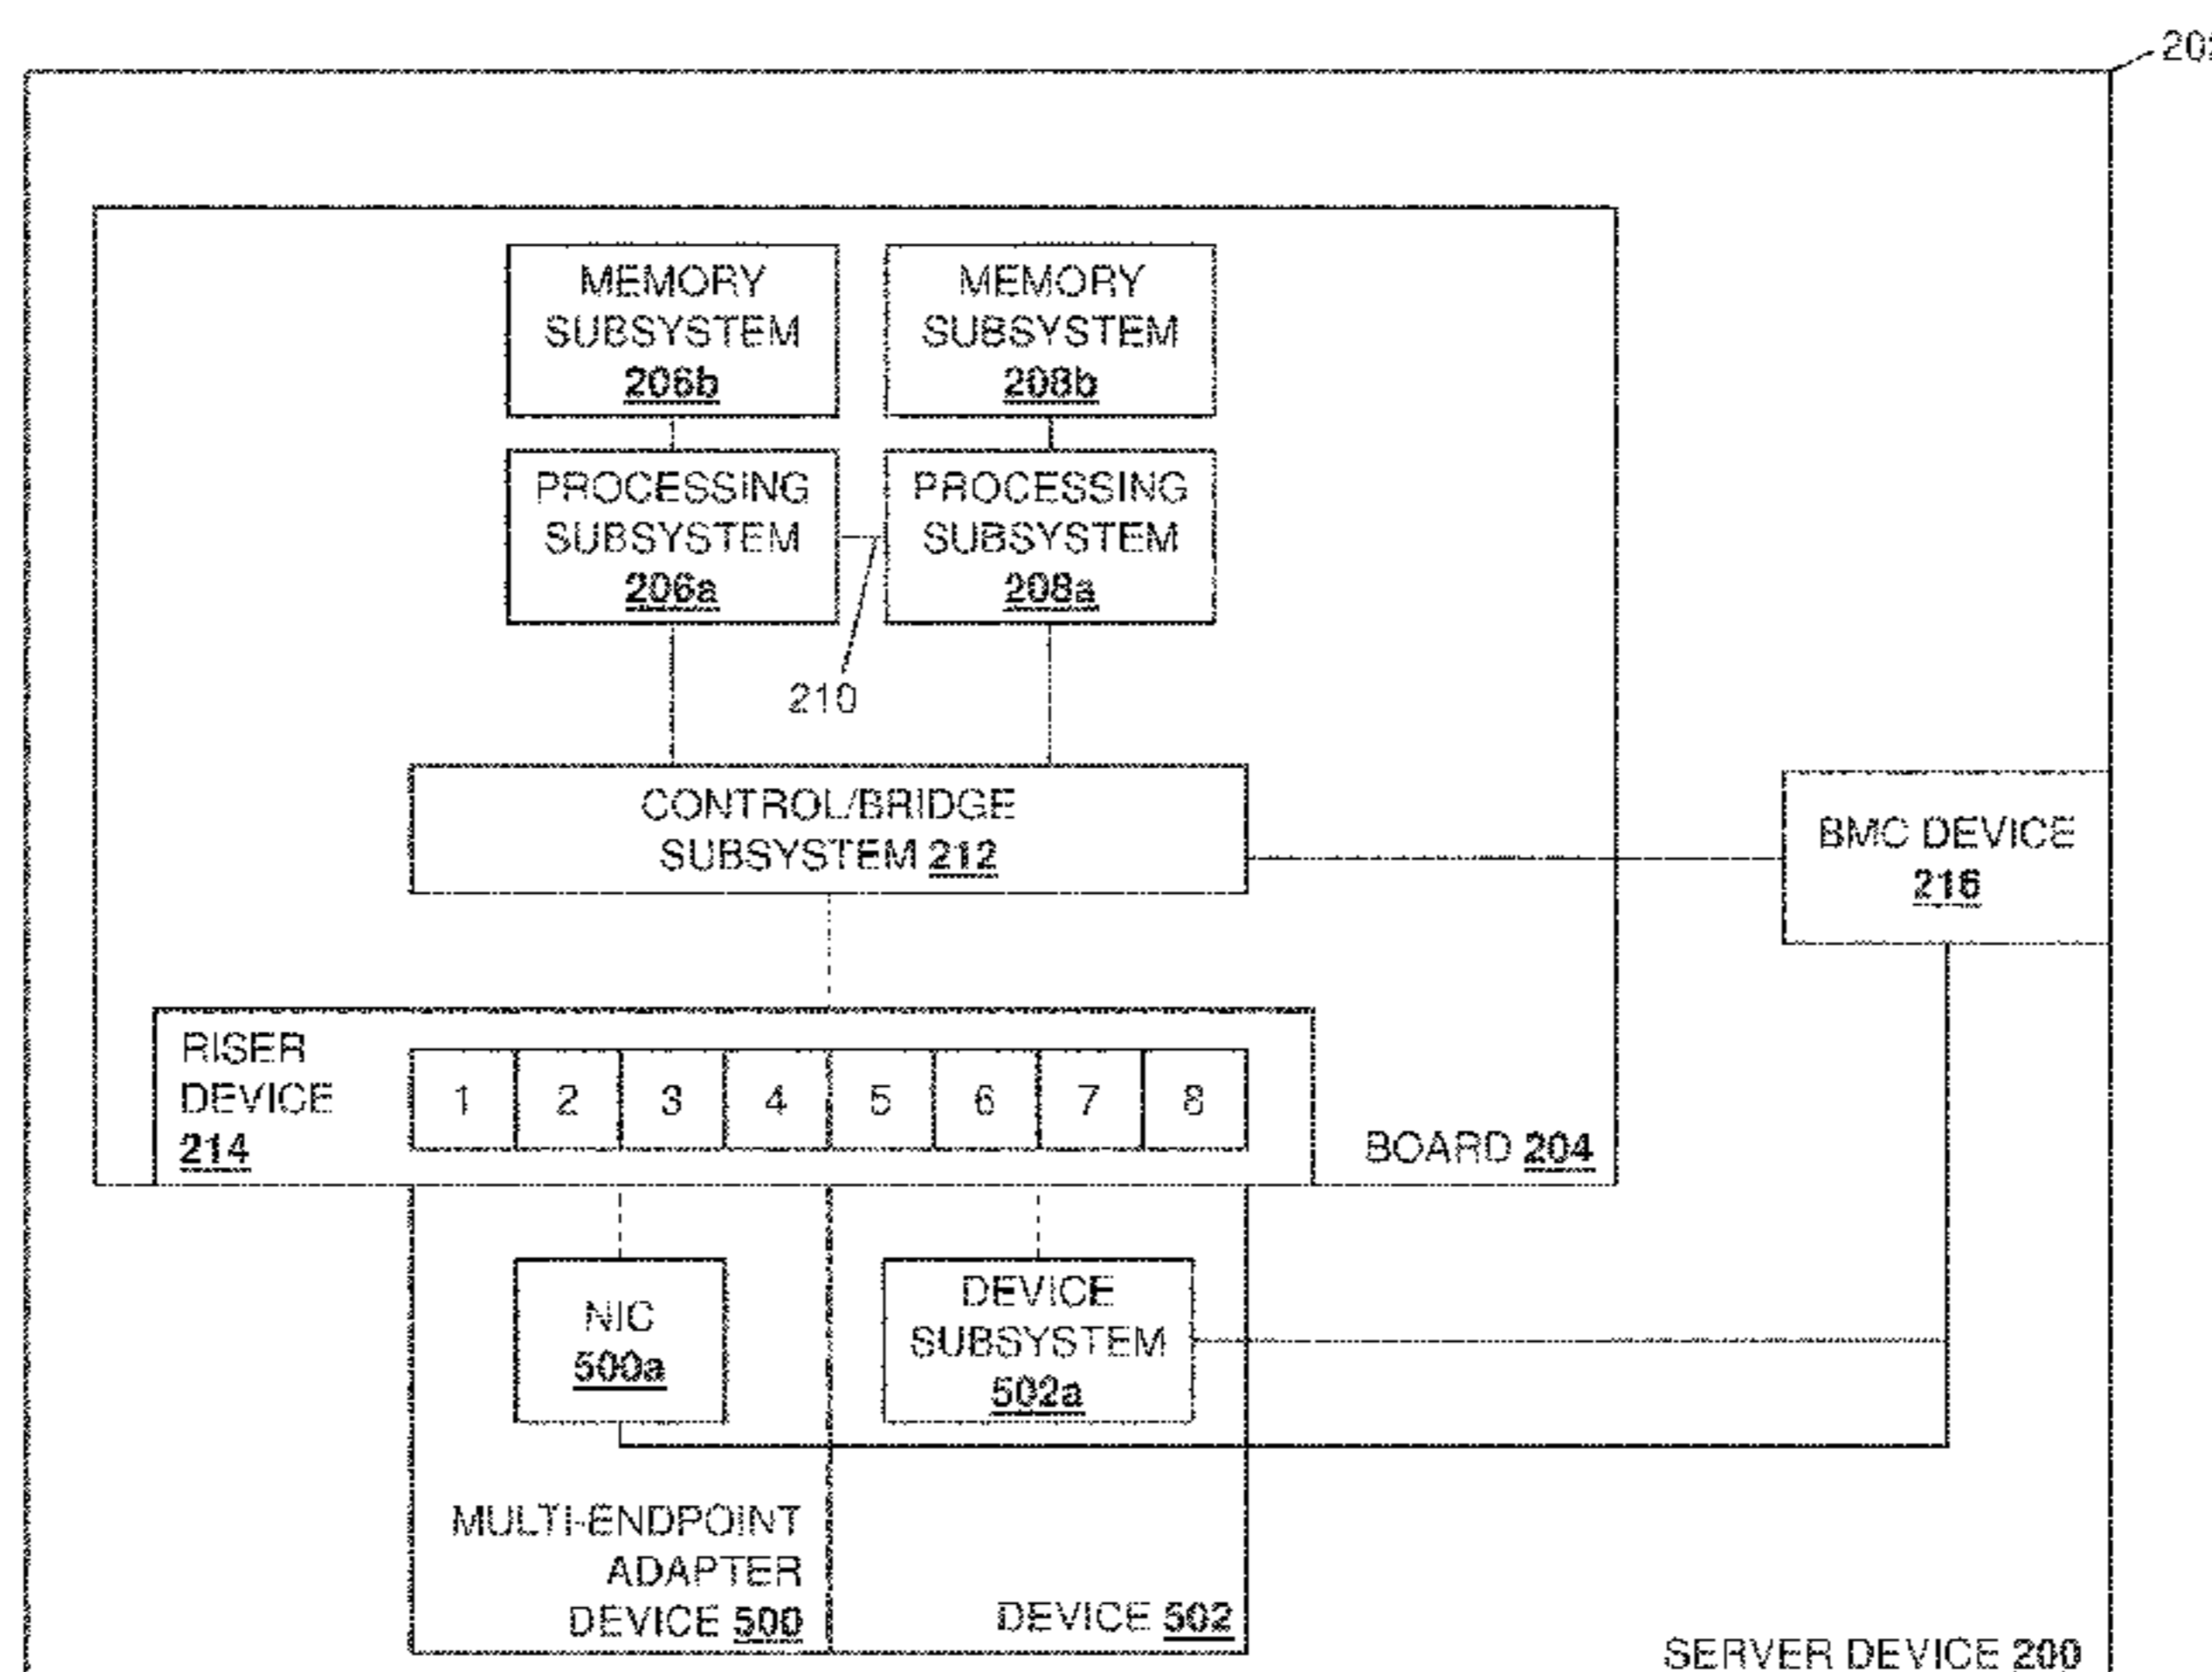 MEMORY
SUBSYSTEM
206b
MEMORY
SUBSYSTEM
208b
PROCESSING
SUBSYSTEM
206a
PROCESSING
SUBSYSTEM
208a
210
CONTROL/BRIDGE
SUBSYSTEM 212
BMC DEVICE
216
RISER
DEVICE
214
1 2 3 4 5 6 7 8
BOARD 204
NIC
500a
DEVICE
SUBSYSTEM
502a
MULTI-ENDPOINT
ADAPTER
DEVICE 500
DEVICE 502
SERVER DEVICE 200